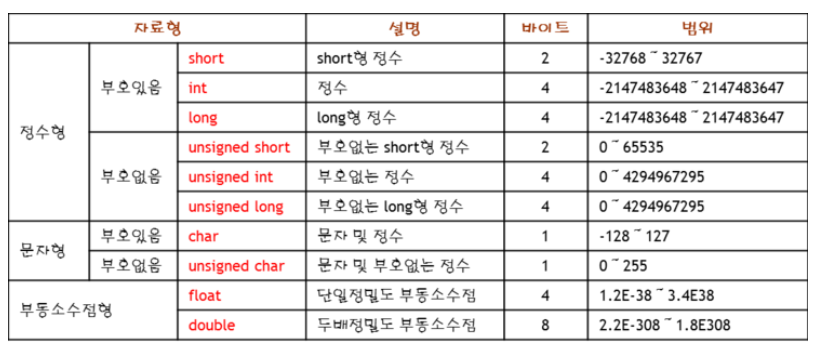 자료형 설명 바이트 범위
정수형 부호있음 short short형 정수 2 -32768 ~ 32767
int 정수 4 -2147483648 ~ 2147483647
long long형 정수 4 -2147483648 ~ 2147483647
부호없음 unsigned short 부호없는 short형 정수 2 0 ~ 65535
unsigned int 부호없는 정수 4 0 ~ 4294967295
unsigned long 부호없는 long형 정수 4 0 ~ 4294967295
문자형 부호있음 char 문자 및 정수 1 -128 ~ 127
부호없음 unsigned char 문자 및 부호없는 정수 1 0 ~ 255
부동소수점형 float 단일정밀도 부동소수점 4 1.2E-38 ~ 3.4E38
double 두배정밀도 부동소수점 8 2.2E-308 ~ 1.8E308